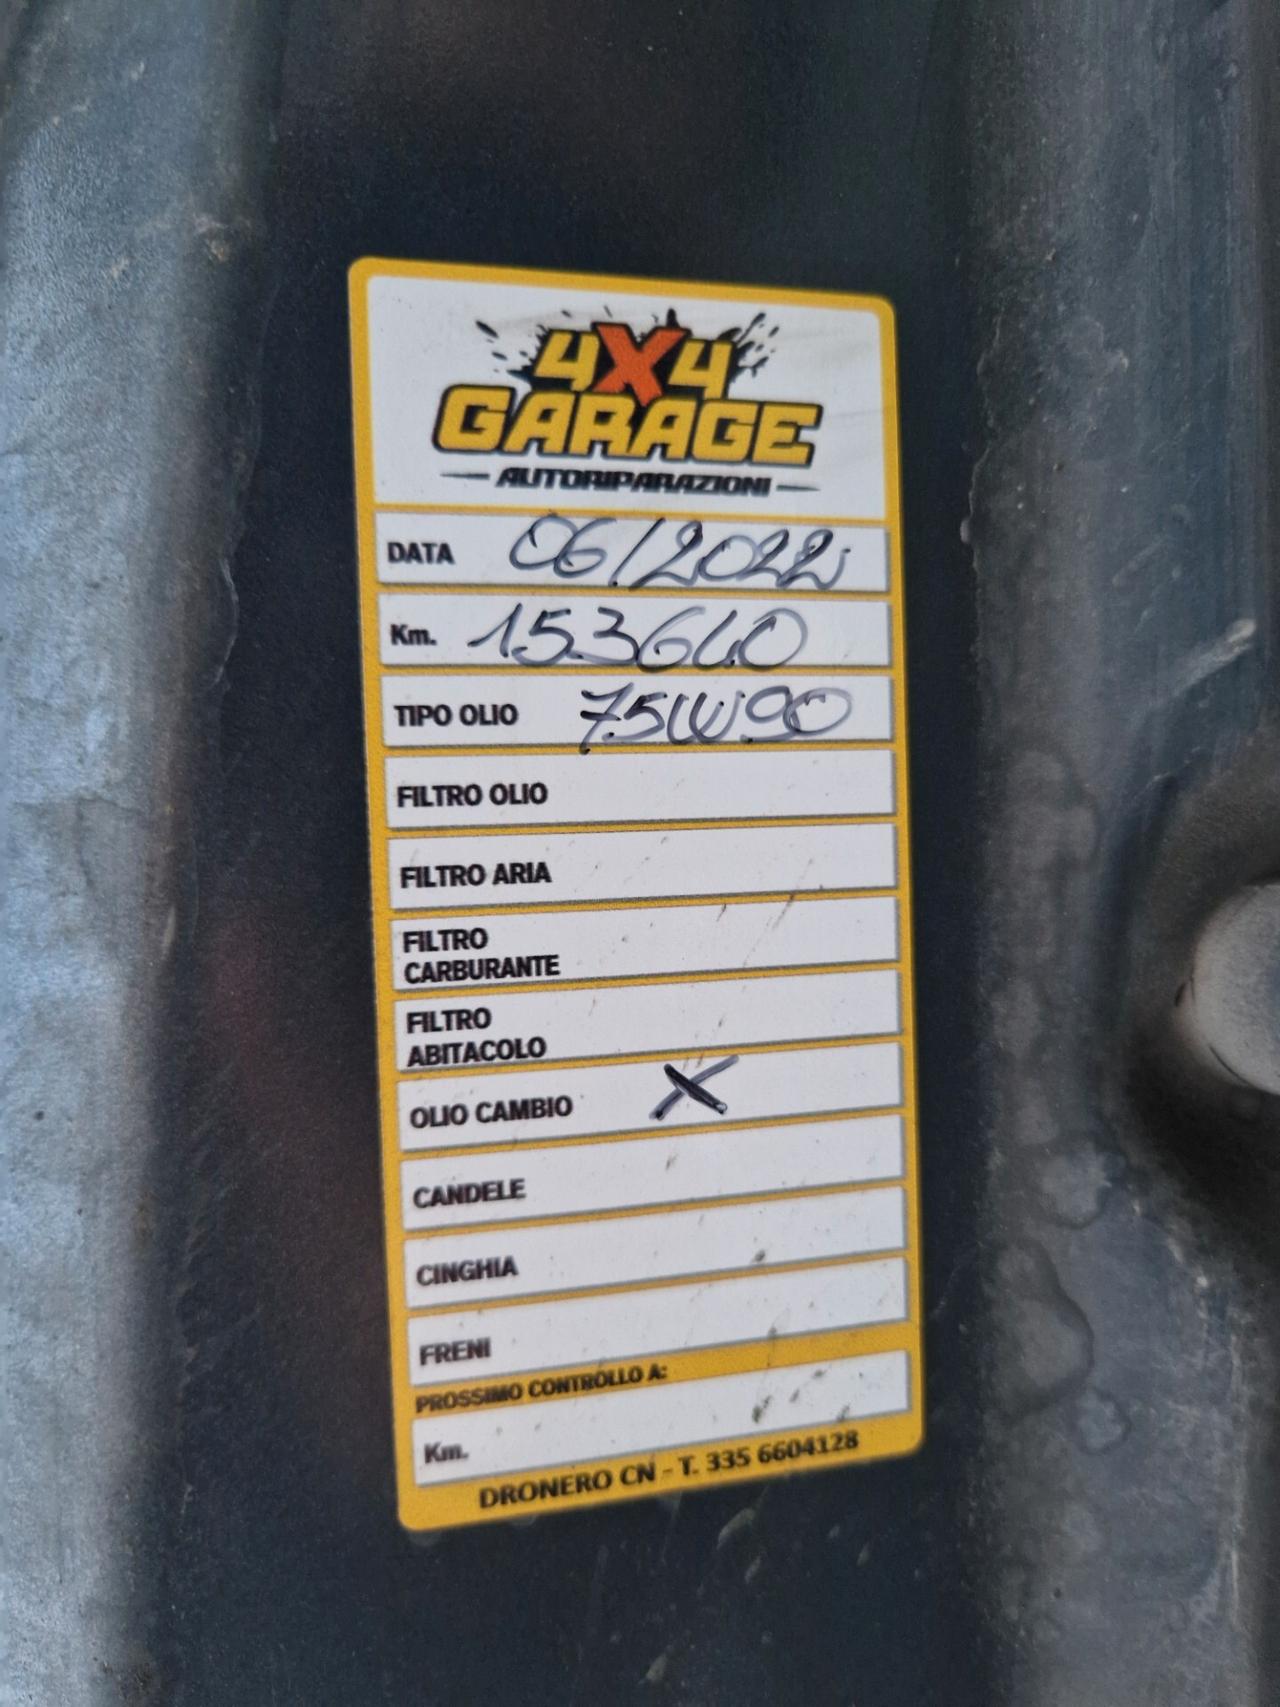 4X4
GARAGE
AUTORIPARAZIONI
DATA 06/2022
Km. 153640
TIPO OLIO 75W90
FILTRO OLIO
FILTRO ARIA
FILTRO
CARBURANTE
FILTRO
ABITACOLO
OLIO CAMBIO X
CANDELE
CINGHIA
FRENI
PROSSIMO CONTROLLO A:
Km.
DRONERO CN - T. 335 6604128